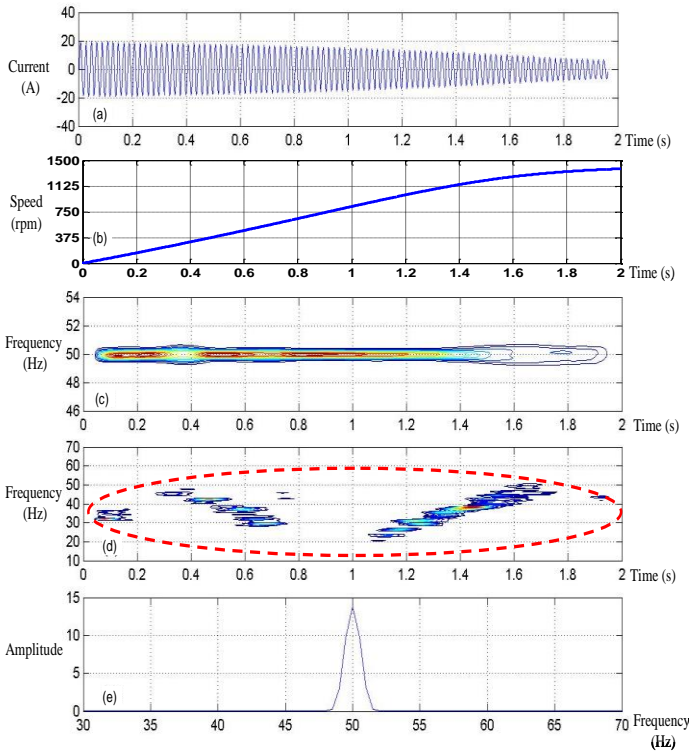 40
20
Current
(A)
0
-20
(a)
-40
0 0.2 0.4 0.6 0.8 1 1.2 1.4 1.6 1.8 2 Time (s)
1500
1125
Speed
(rpm)
750
375
(b)
0
0 0.2 0.4 0.6 0.8 1 1.2 1.4 1.6 1.8 2 Time (s)
54
52
Frequency
(Hz)
50
48
(c)
46
0 0.2 0.4 0.6 0.8 1 1.2 1.4 1.6 1.8 2 Time (s)
70
60
50
Frequency
(Hz)
40
30
20
(d)
10
0 0.2 0.4 0.6 0.8 1 1.2 1.4 1.6 1.8 2 Time (s)
15
10
Amplitude
5
(e)
0
30 35 40 45 50 55 60 65 70 Frequency
(Hz)